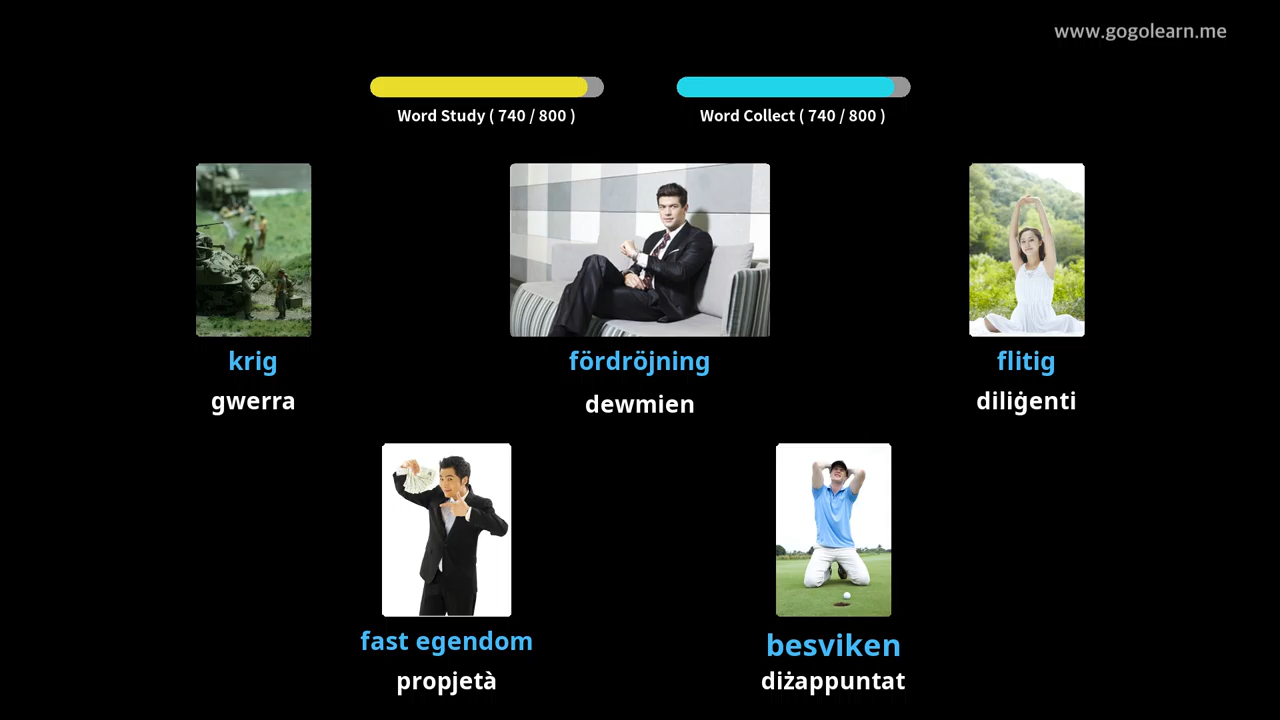 www.gogolearn.me
Word Study ( 740 / 800 )
Word Collect ( 740 / 800 )
krig
gwerra
fördröjning
dewmien
flitig
diliġenti
fast egendom
propjetà
besviken
diżappuntat